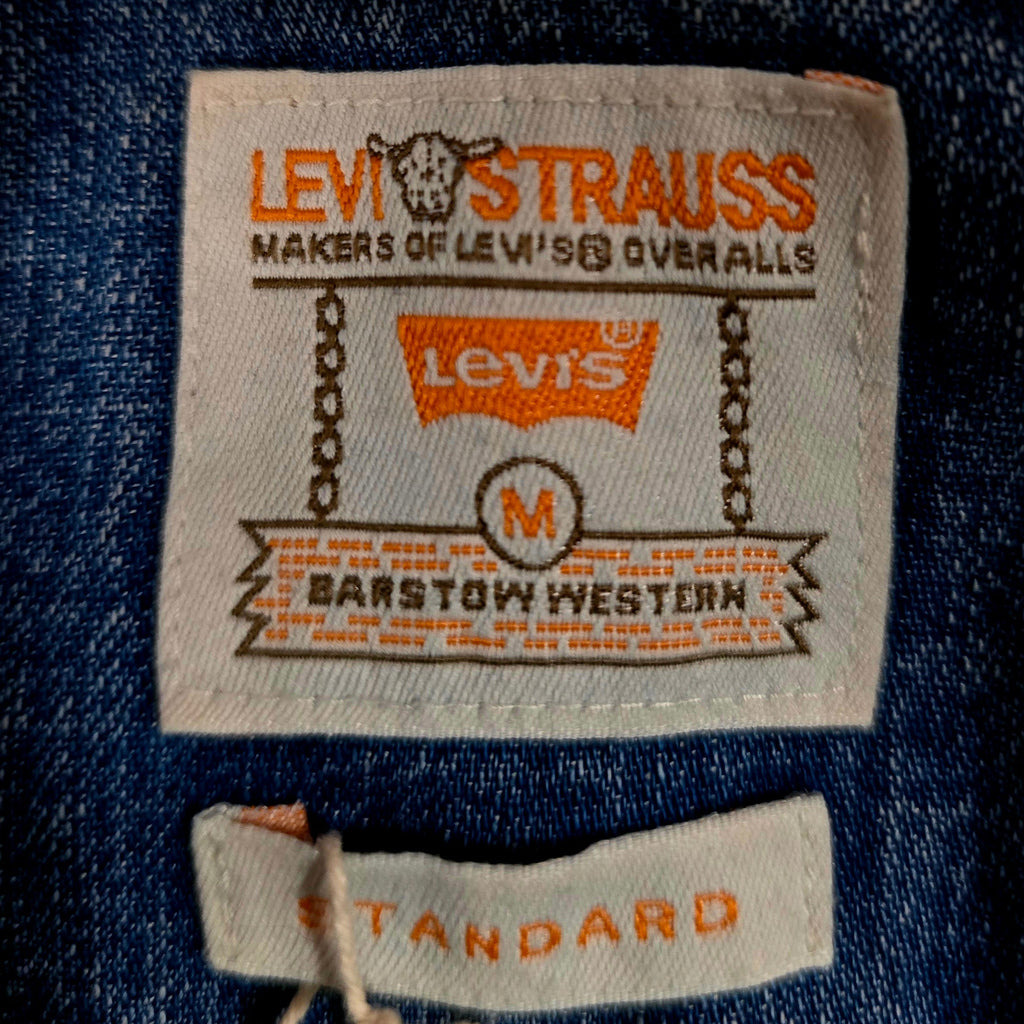 LEVI STRAUSS
MAKERS OF LEVI'S® OVERALLS
Levi's®
M
BARSTOW WESTERN
STANDARD